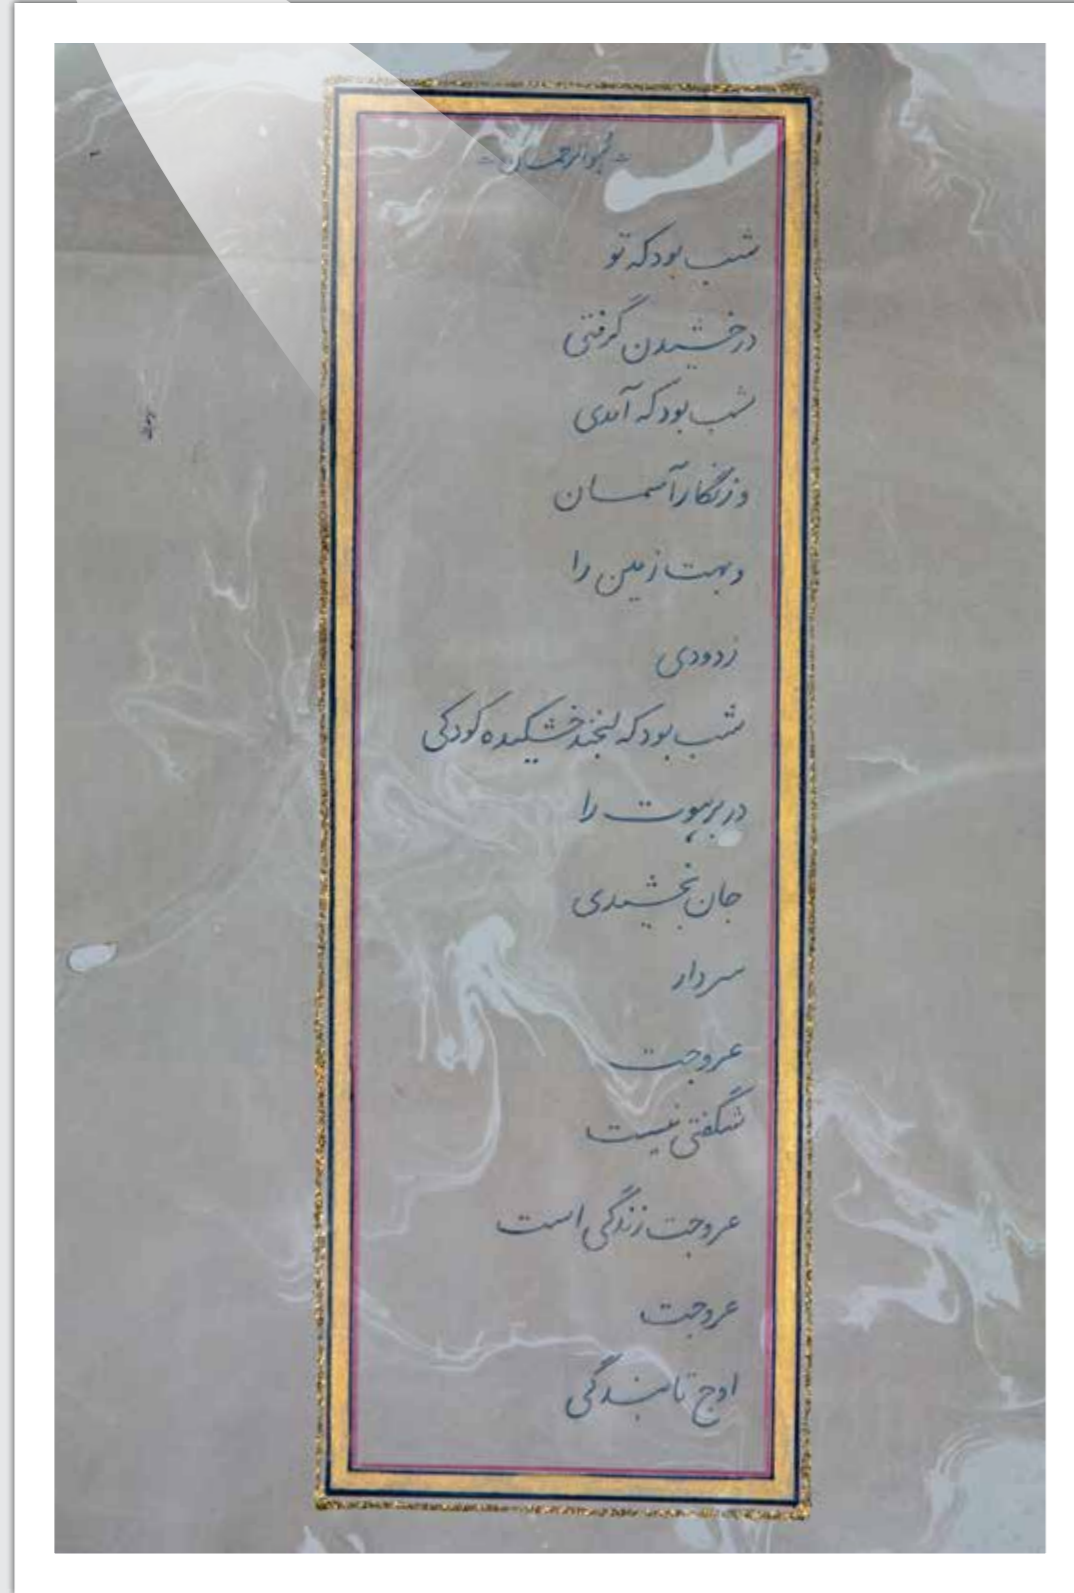 هوالرحمان
شب بود که تو
درخشیدن گرفتی
شب بود که آمدی
و زنگار آسمان
و بهت زمین را
زدودی
شب بود که لبخند خشکیده کودکی
در برهوت را
جان بخشیدی
سردار
عروجت
شگفتی نیست
عروجت زندگی است
عروجت
اوج تابندگی